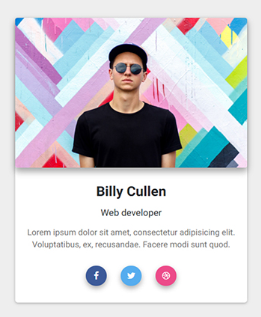 Billy Cullen
Web developer
Lorem ipsum dolor sit amet, consectetur adipisicing elit.
Voluptatibus, ex, recusandae. Facere modi sunt quod.